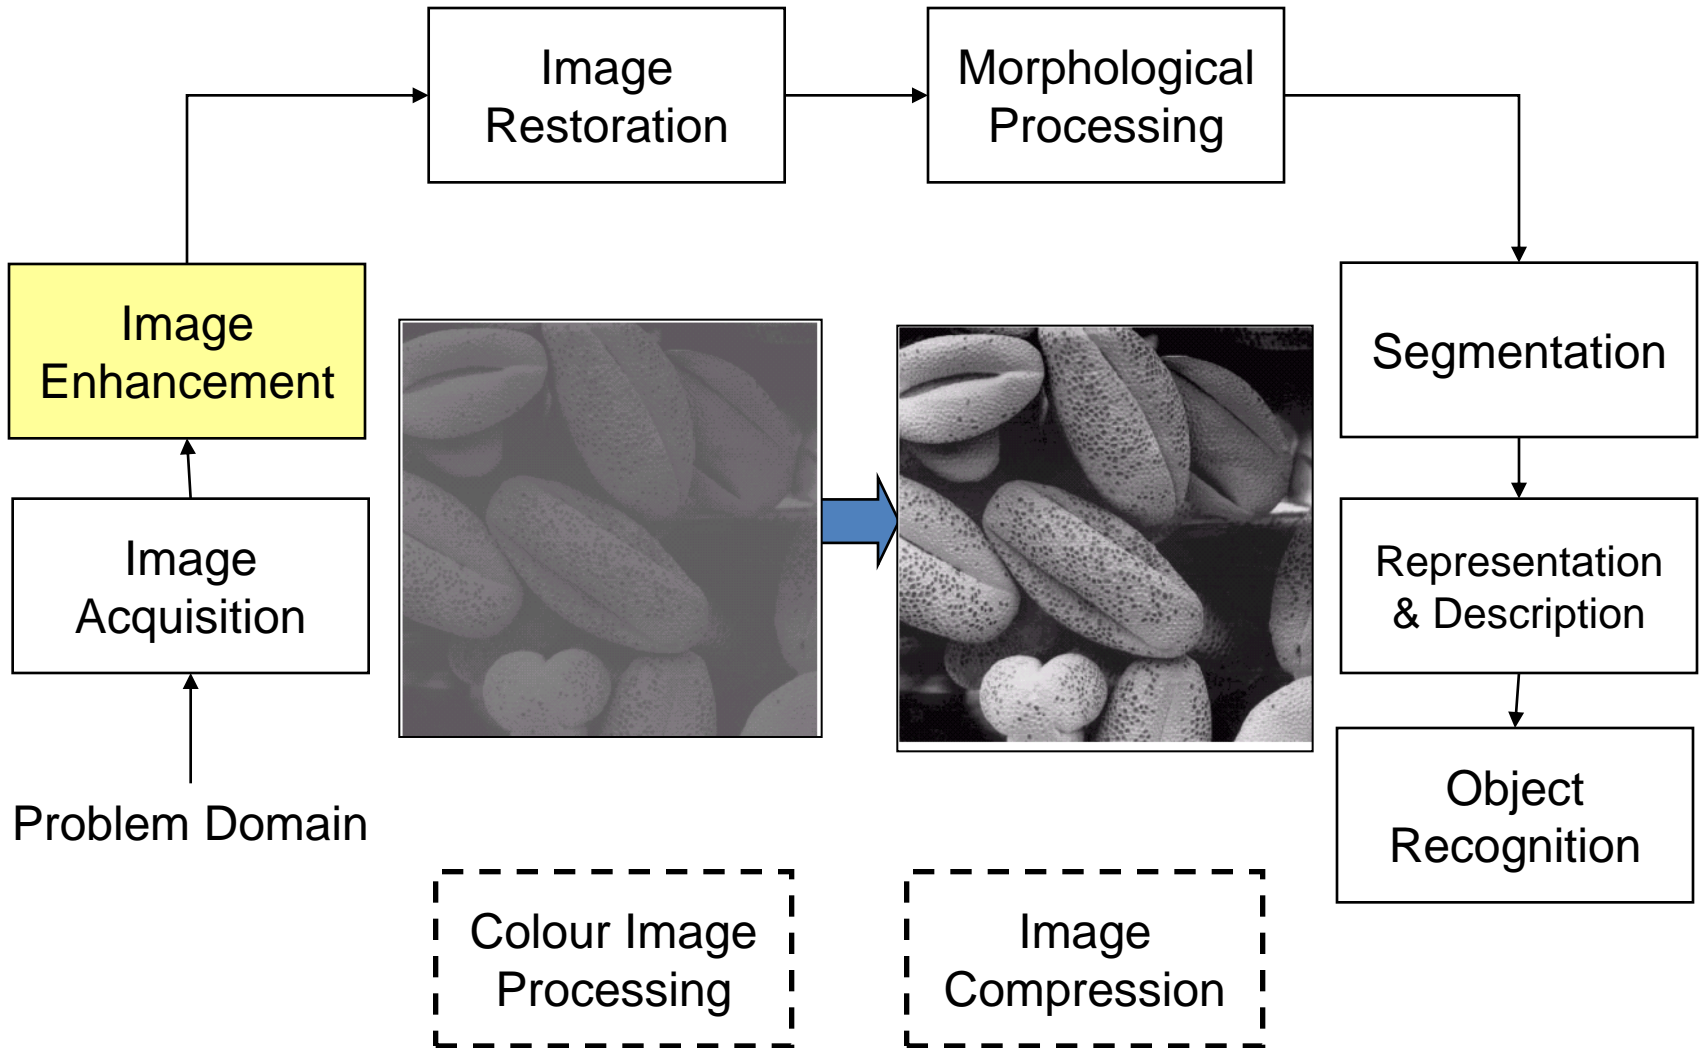 Image
Restoration
Morphological
Processing
Image
Enhancement
Segmentation
Image
Acquisition
Representation
& Description
Problem Domain
Object
Recognition
Colour Image
Processing
Image
Compression